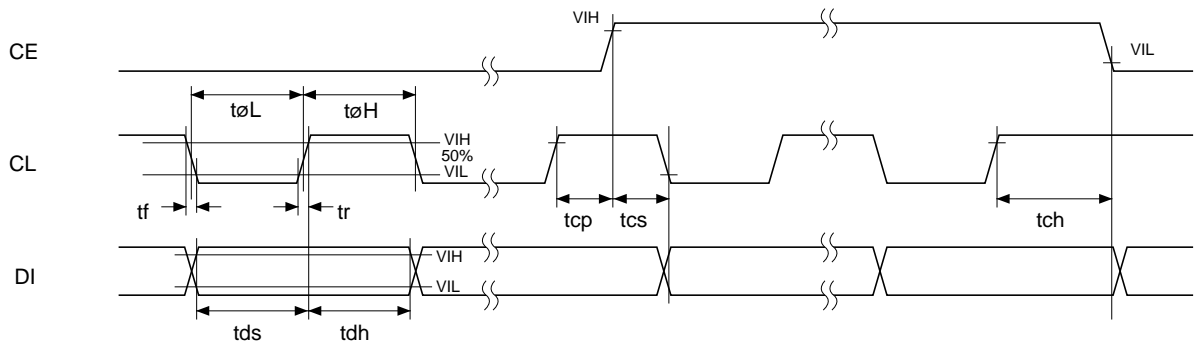 VIH
CE
VIL
tøL tøH
VIH
CL
50%
VIL
tf tr tcp tcs tch
VIH
DI
VIL
tds tdh